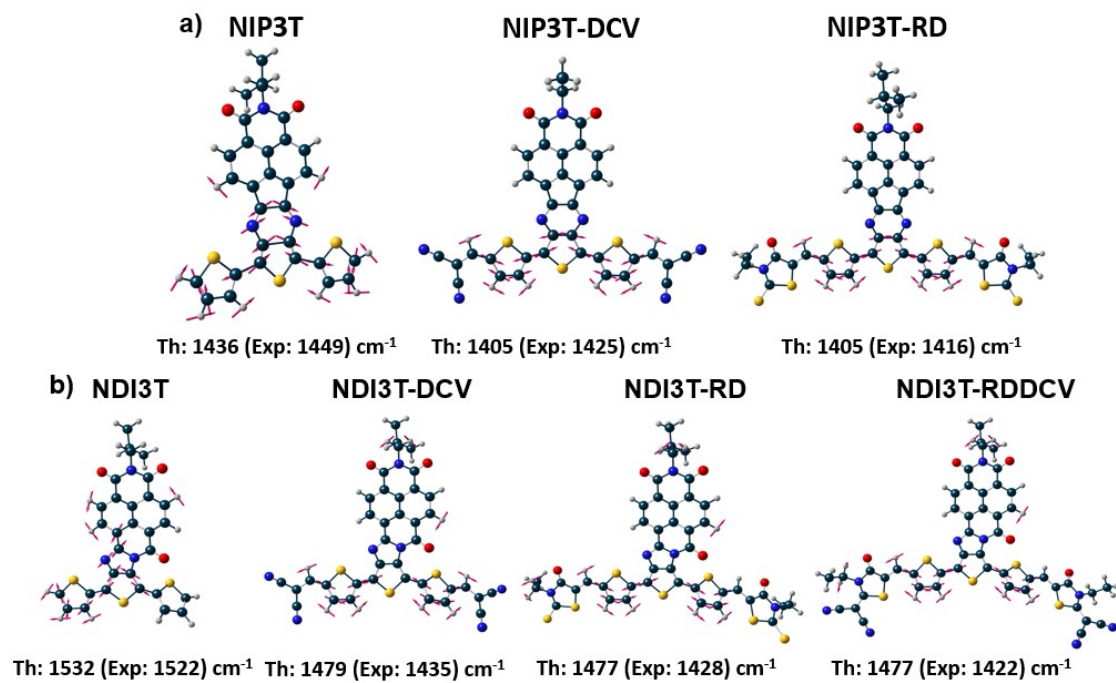 a) NIP3T NIP3T-DCV NIP3T-RD
Th: 1436 (Exp: 1449) cm⁻¹ Th: 1405 (Exp: 1425) cm⁻¹ Th: 1405 (Exp: 1416) cm⁻¹
b) NDI3T NDI3T-DCV NDI3T-RD NDI3T-RDDCV
Th: 1532 (Exp: 1522) cm⁻¹ Th: 1479 (Exp: 1435) cm⁻¹ Th: 1477 (Exp: 1428) cm⁻¹ Th: 1477 (Exp: 1422) cm⁻¹